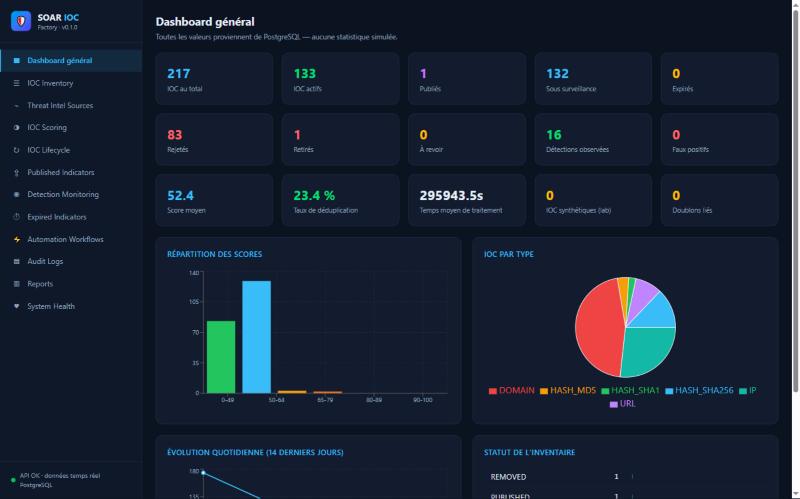 SOAR IOC
Factory · v0.1.0
Dashboard général
IOC Inventory
Threat Intel Sources
IOC Scoring
IOC Lifecycle
Published Indicators
Detection Monitoring
Expired Indicators
Automation Workflows
Audit Logs
Reports
System Health
API OK · données temps réel
PostgreSQL
Dashboard général
Toutes les valeurs proviennent de PostgreSQL — aucune statistique simulée.
217
IOC au total
133
IOC actifs
1
Publiés
132
Sous surveillance
0
Expirés
83
Rejetés
1
Retirés
0
À revoir
16
Détections observées
0
Faux positifs
52.4
Score moyen
23.4 %
Taux de déduplication
295943.5s
Temps moyen de traitement
0
IOC synthétiques (lab)
0
Doublons liés
RÉPARTITION DES SCORES
140
105
70
35
0
0–49
50–64
65–79
80–89
90–100
IOC PAR TYPE
DOMAIN HASH_MD5 HASH_SHA1 HASH_SHA256 IP
URL
ÉVOLUTION QUOTIDIENNE (14 DERNIERS JOURS)
180
135
STATUT DE L'INVENTAIRE
REMOVED 1
PUBLISHED 1